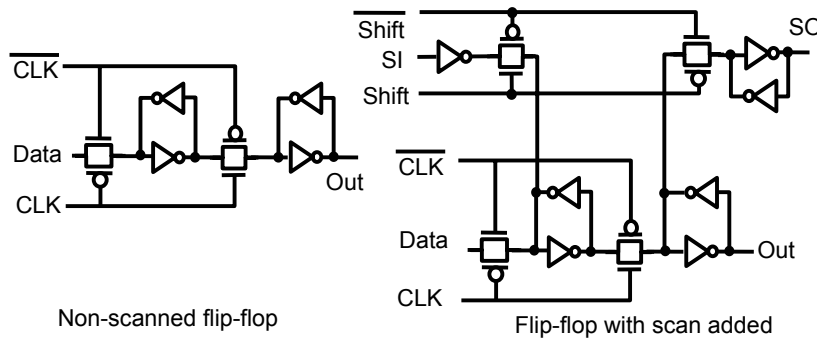 CLK
Data
CLK
Out
Non-scanned flip-flop
Shift
SI
Shift
SO
CLK
Data
CLK
Out
Flip-flop with scan added